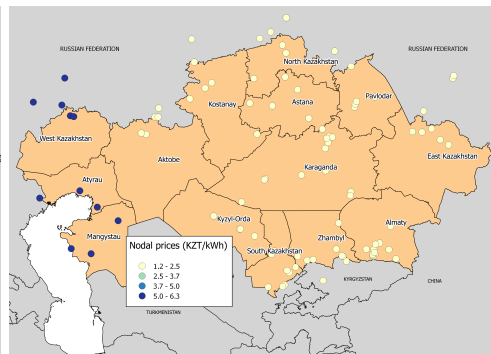 RUSSIAN FEDERATION
RUSSIAN FEDERATION
North Kazakhstan
Kostanay
Astana
Pavlodar
West Kazakhstan
Aktobe
East Kazakhstan
Karaganda
Atyrau
Kyzyl-Orda
Almaty
Mangystau
Zhambyl
South Kazakhstan
Nodal prices (KZT/kWh)
1.2 - 2.5
2.5 - 3.7
3.7 - 5.0
5.0 - 6.3
KYRGYZSTAN
CHINA
TURKMENISTAN